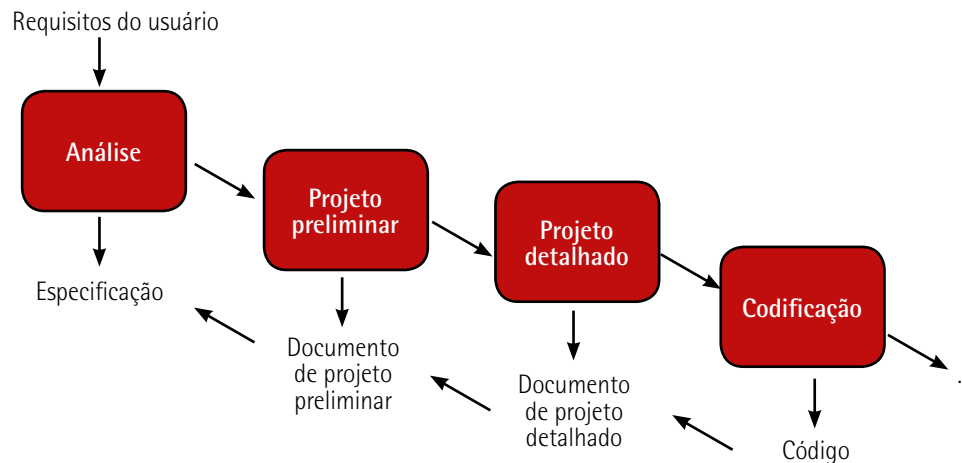 Requisitos do usuário
Análise
Especificação
Projeto
preliminar
Documento
de projeto
preliminar
Projeto
detalhado
Documento
de projeto
detalhado
Codificação
Código
.